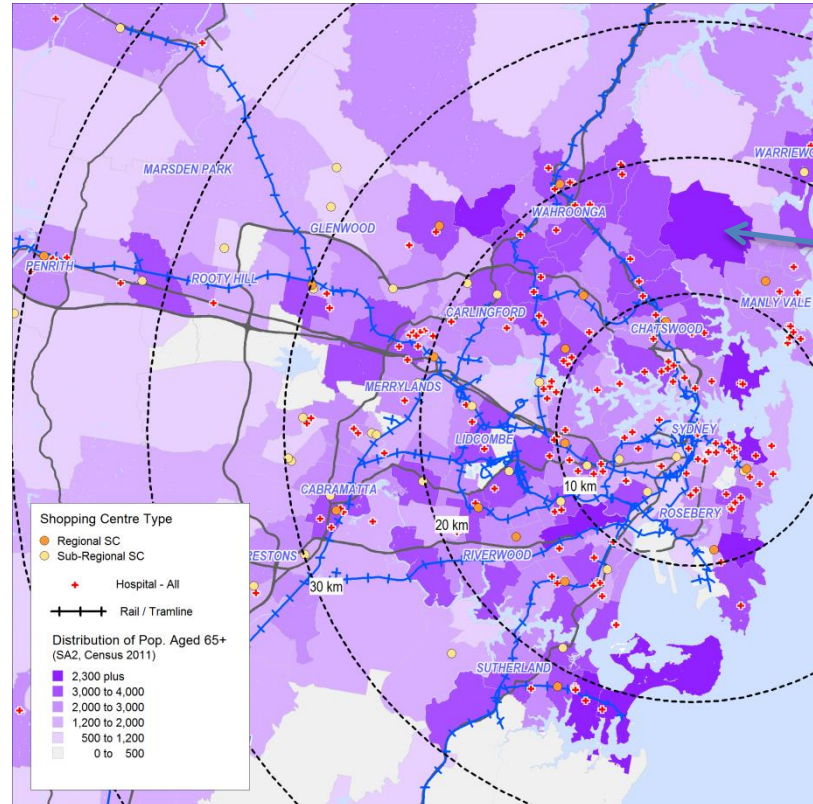 WARRIEWO
MARSDEN PARK
WAHROONGA
GLENWOOD
PENRITH
ROOTY HILL
MANLY VALE
CARLINGFORD
CHATSWOOD
MERRYLANDS
SYDNEY
LIDCOMBE
CABRAMATTA
10 km
ROSEBERY
20 km
RESTONS
RIVERWOOD
30 km
SUTHERLAND
Shopping Centre Type
Regional SC
Sub-Regional SC
Hospital - All
Rail / Tramline
Distribution of Pop. Aged 65+
(SA2, Census 2011)
2,300 plus
3,000 to 4,000
2,000 to 3,000
1,200 to 2,000
500 to 1,200
0 to 500